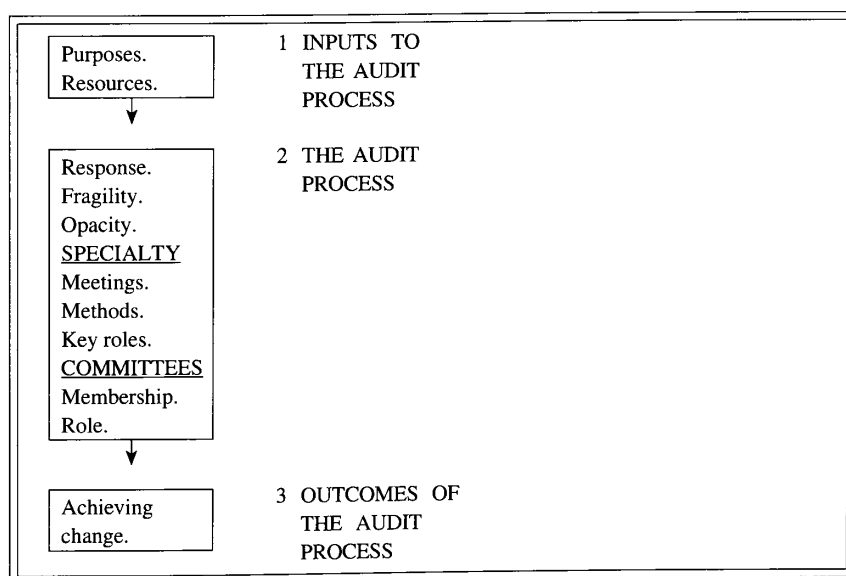 Purposes.
Resources.
1 INPUTS TO
THE AUDIT
PROCESS
Response.
Fragility.
Opacity.
SPECIALTY
Meetings.
Methods.
Key roles.
COMMITTEES
Membership.
Role.
2 THE AUDIT
PROCESS
Achieving
change.
3 OUTCOMES OF
THE AUDIT
PROCESS